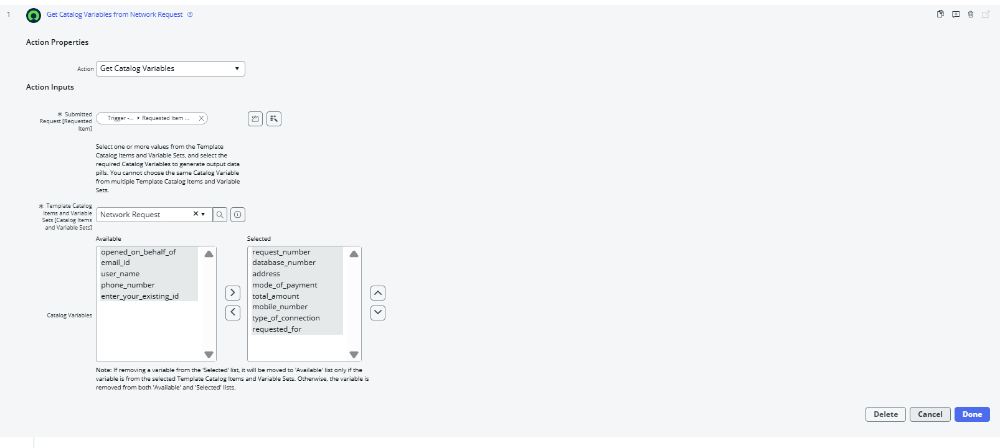 1
Get Catalog Variables from Network Request
Action Properties
Action
Get Catalog Variables
Action Inputs
* Submitted
Request [Requested
Item]
Trigger -... ▸ Requested Item ...
Select one or more values from the Template
Catalog Items and Variable Sets, and select the
required Catalog Variables to generate output data
pills. You cannot choose the same Catalog Variable
from multiple Template Catalog Items and Variable
Sets.
* Template Catalog
Items and Variable
Sets [Catalog Items
and Variable Sets]
Network Request
Available
opened_on_behalf_of
email_id
user_name
phone_number
enter_your_existing_id
Selected
request_number
database_number
address
mode_of_payment
total_amount
mobile_number
type_of_connection
requested_for
Catalog Variables
Note: If removing a variable from the 'Selected' list, it will be moved to 'Available' list only if the
variable is from the selected Template Catalog Items and Variable Sets. Otherwise, the variable is
removed from both 'Available' and 'Selected' lists.
Delete
Cancel
Done